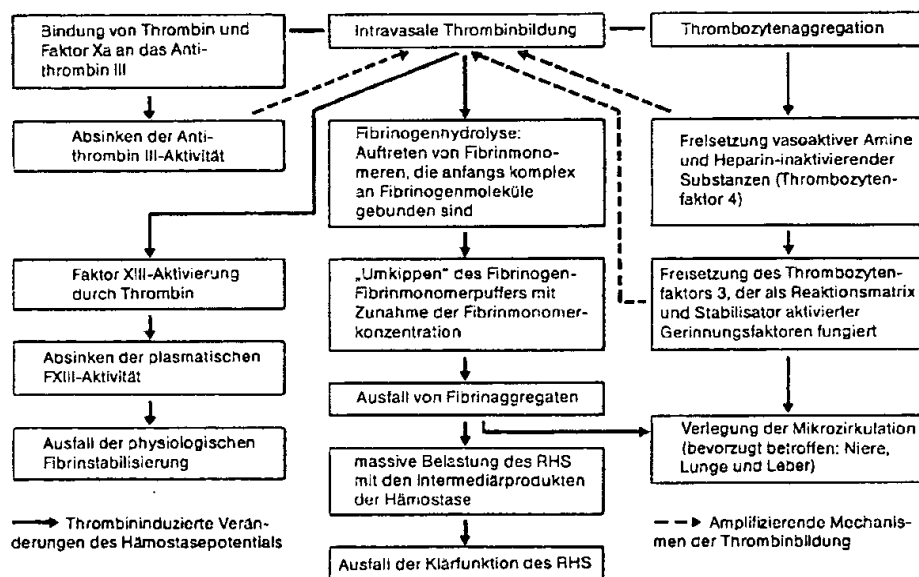 Bindung von Thrombin und
Faktor Xa an das Anti-
thrombin III
Intravasale Thrombinbildung
Thrombozytenaggregation
Absinken der Anti-
thrombin III-Aktivität
Fibrinogenhydrolyse:
Auftreten von Fibrinmono-
meren, die anfangs komplex
an Fibrinogenmoleküle
gebunden sind
Freisetzung vasoaktiver Amine
und Heparin-inaktivierender
Substanzen (Thrombozyten-
faktor 4)
Faktor XIII-Aktivierung
durch Thrombin
„Umkippen" des Fibrinogen-
Fibrinmonomerpuffers mit
Zunahme der Fibrinmonomer-
konzentration
Freisetzung des Thrombozyten-
faktors 3, der als Reaktionsmatrix
und Stabilisator aktivierter
Gerinnungsfaktoren fungiert
Absinken der plasmatischen
FXIII-Aktivität
Ausfall von Fibrinaggregaten
Ausfall der physiologischen
Fibrinstabilisierung
massive Belastung des RHS
mit den Intermediärprodukten
der Hämostase
Verlegung der Mikrozirkulation
(bevorzugt betroffen: Niere,
Lunge und Leber)
Thrombininduzierte Verän-
derungen des Hämostasepotentials
Ausfall der Klärfunktion des RHS
Amplifizierende Mechanis-
men der Thrombinbildung